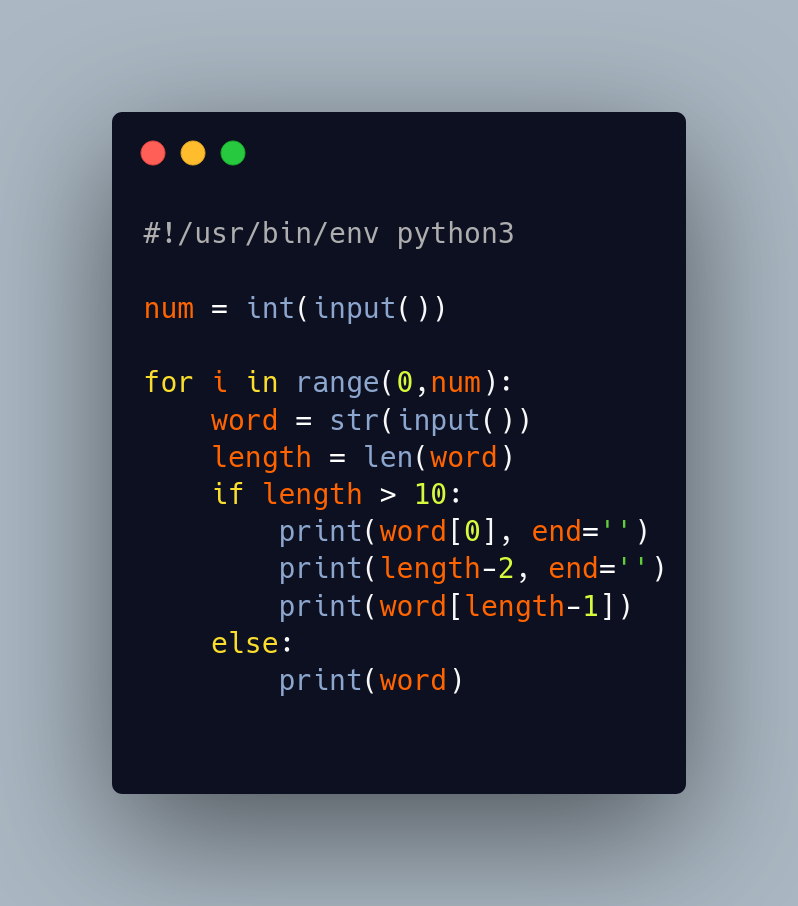 #!/usr/bin/env python3
num = int(input())
for i in range(0,num):
    word = str(input())
    length = len(word)
    if length > 10:
        print(word[0], end='')
        print(length-2, end='')
        print(word[length-1])
    else:
        print(word)